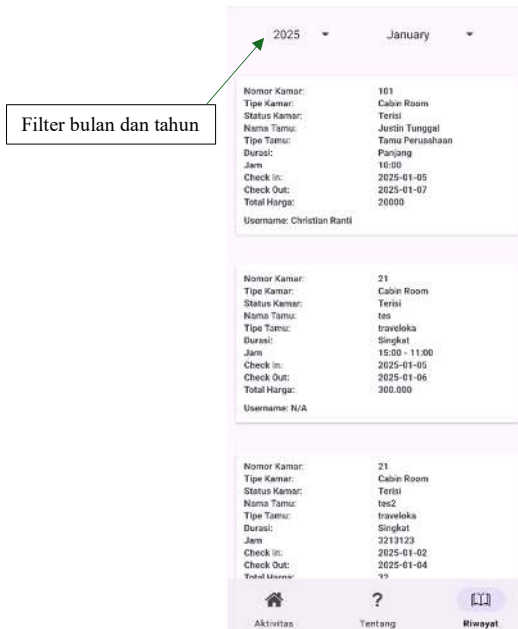 2025 January
Filter bulan dan tahun
Nomor Kamar: 101
Tipe Kamar: Cabin Room
Status Kamar: Terisi
Nama Tamu: Justin Tunggal
Tipe Tamu: Tamu Perusahaan
Durasi: Panjang
Jam 10:00
Check In: 2025-01-05
Check Out: 2025-01-07
Total Harga: 20000
Username: Christian Ranti
Nomor Kamar: 21
Tipe Kamar: Cabin Room
Status Kamar: Terisi
Nama Tamu: tes
Tipe Tamu: traveloka
Durasi: Singkat
Jam 15:00 - 11:00
Check In: 2025-01-05
Check Out: 2025-01-06
Total Harga: 300.000
Username: N/A
Nomor Kamar: 21
Tipe Kamar: Cabin Room
Status Kamar: Terisi
Nama Tamu: tes2
Tipe Tamu: traveloka
Durasi: Singkat
Jam 3213123
Check In: 2025-01-02
Check Out: 2025-01-04
Total Harga: 32
Aktivitas Tentang Riwayat